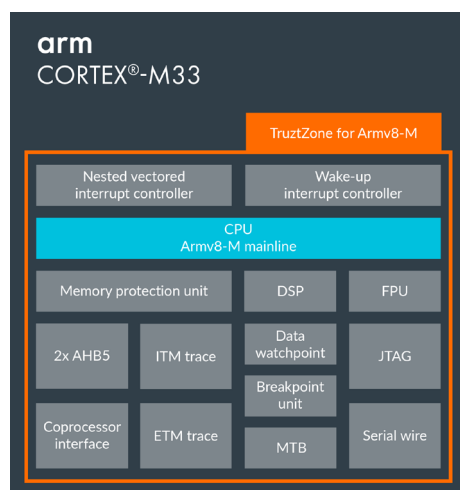 arm
CORTEX®-M33
TruztZone for Armv8-M
Nested
vectored
interrupt controller
Wake-up
interrupt controller
CPU
Armv8-M mainline
Memory protection unit
DSP
FPU
2x AHB5
ITM trace
Data
watchpoint
JTAG
Breakpoint
unit
Coprocessor
interface
ETM trace
MTB
Serial wire